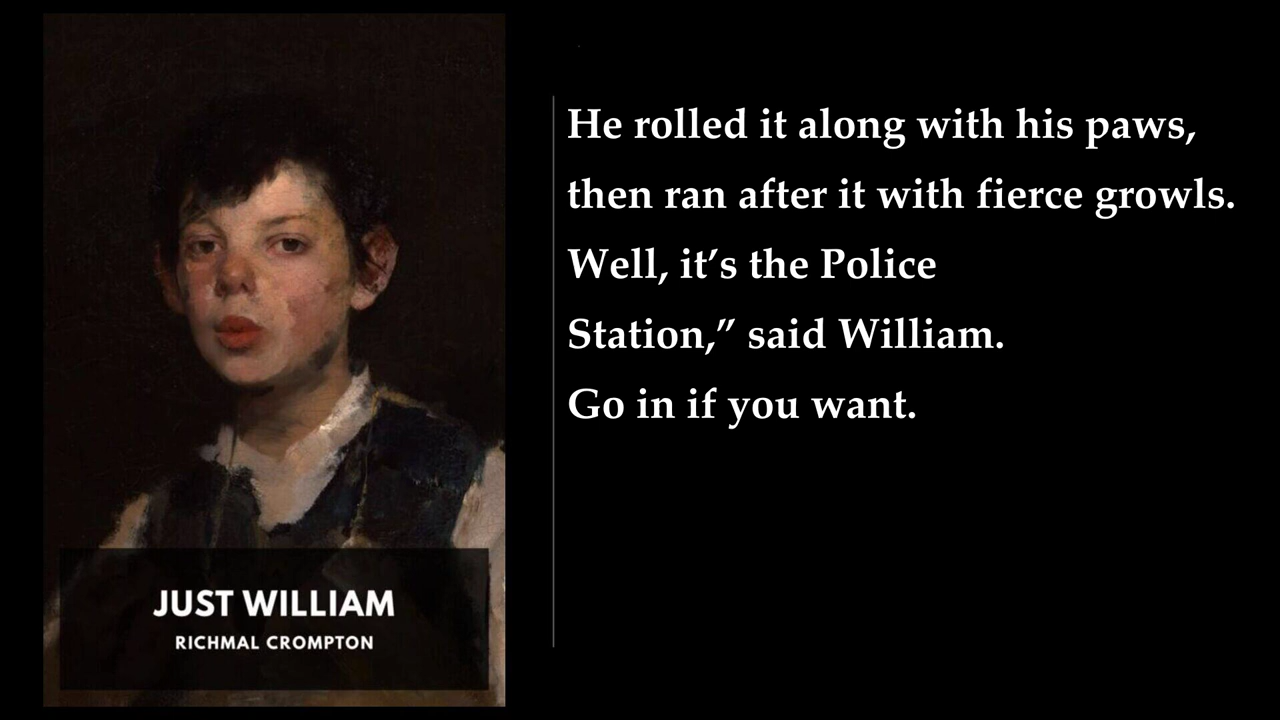 He rolled it along with his paws,
then ran after it with fierce growls.
Well, it’s the Police
Station,” said William.
Go in if you want.
JUST WILLIAM
RICHMAL CROMPTON